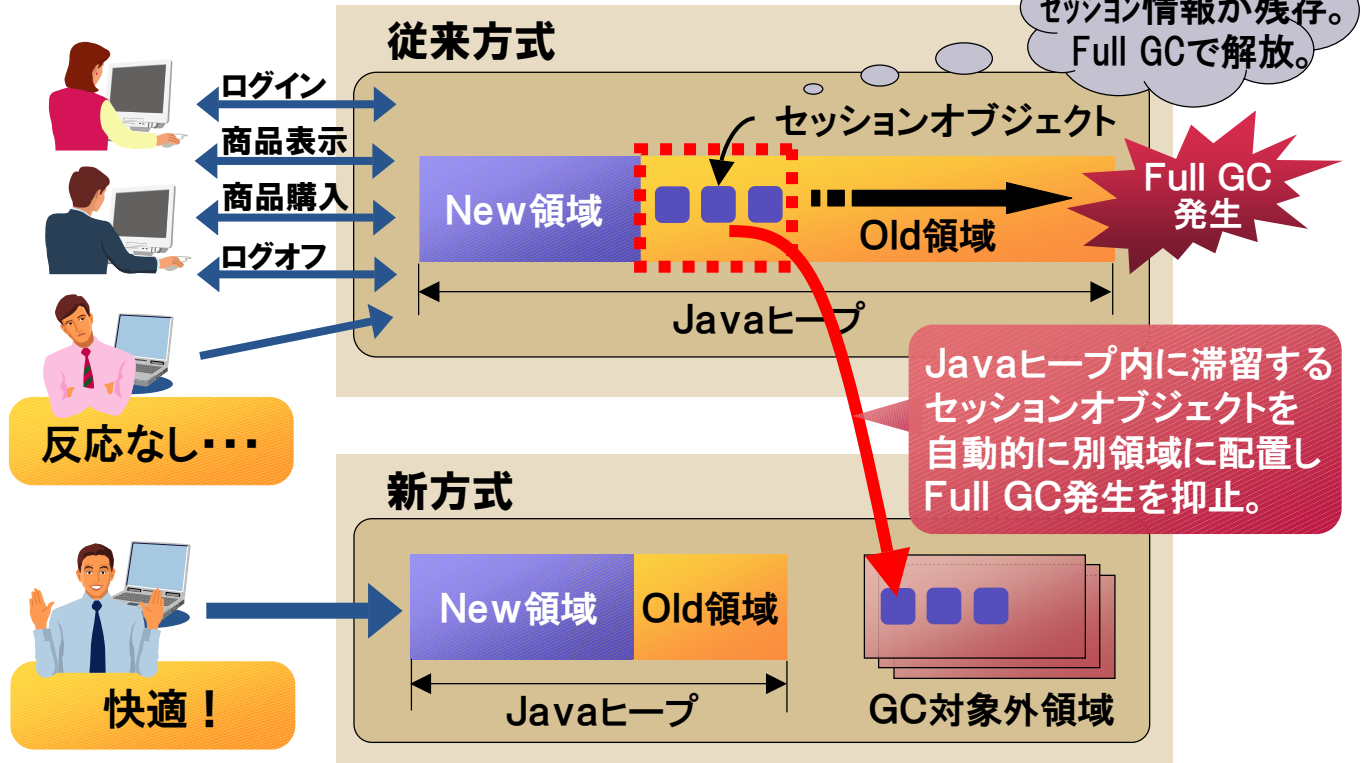 従来方式
セッション情報が残存。
Full GCで解放。
ログイン
商品表示
商品購入
ログオフ
セッションオブジェクト
New領域
Old領域
Full GC
発生
Javaヒープ
反応なし・・・
Javaヒープ内に滞留する
セッションオブジェクトを
自動的に別領域に配置し
Full GC発生を抑止。
新方式
New領域
Old領域
Javaヒープ
GC対象外領域
快適！